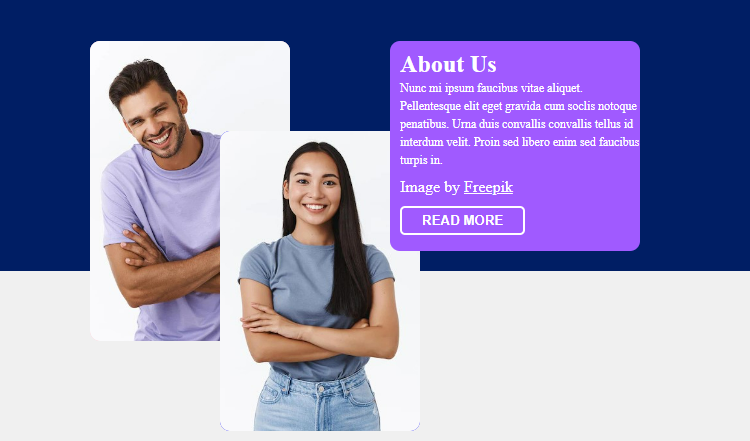 About Us
Nunc mi ipsum faucibus vitae aliquet.
Pellentesque elit eget gravida cum soclis notoque
penatibus. Urna duis convallis convallis tellus id
interdum velit. Proin sed libero enim sed faucibus
turpis in.
Image by Freepik
READ MORE